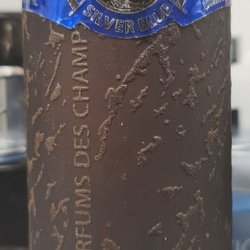 SILVER BLUE
RFUMS DES CHAMP